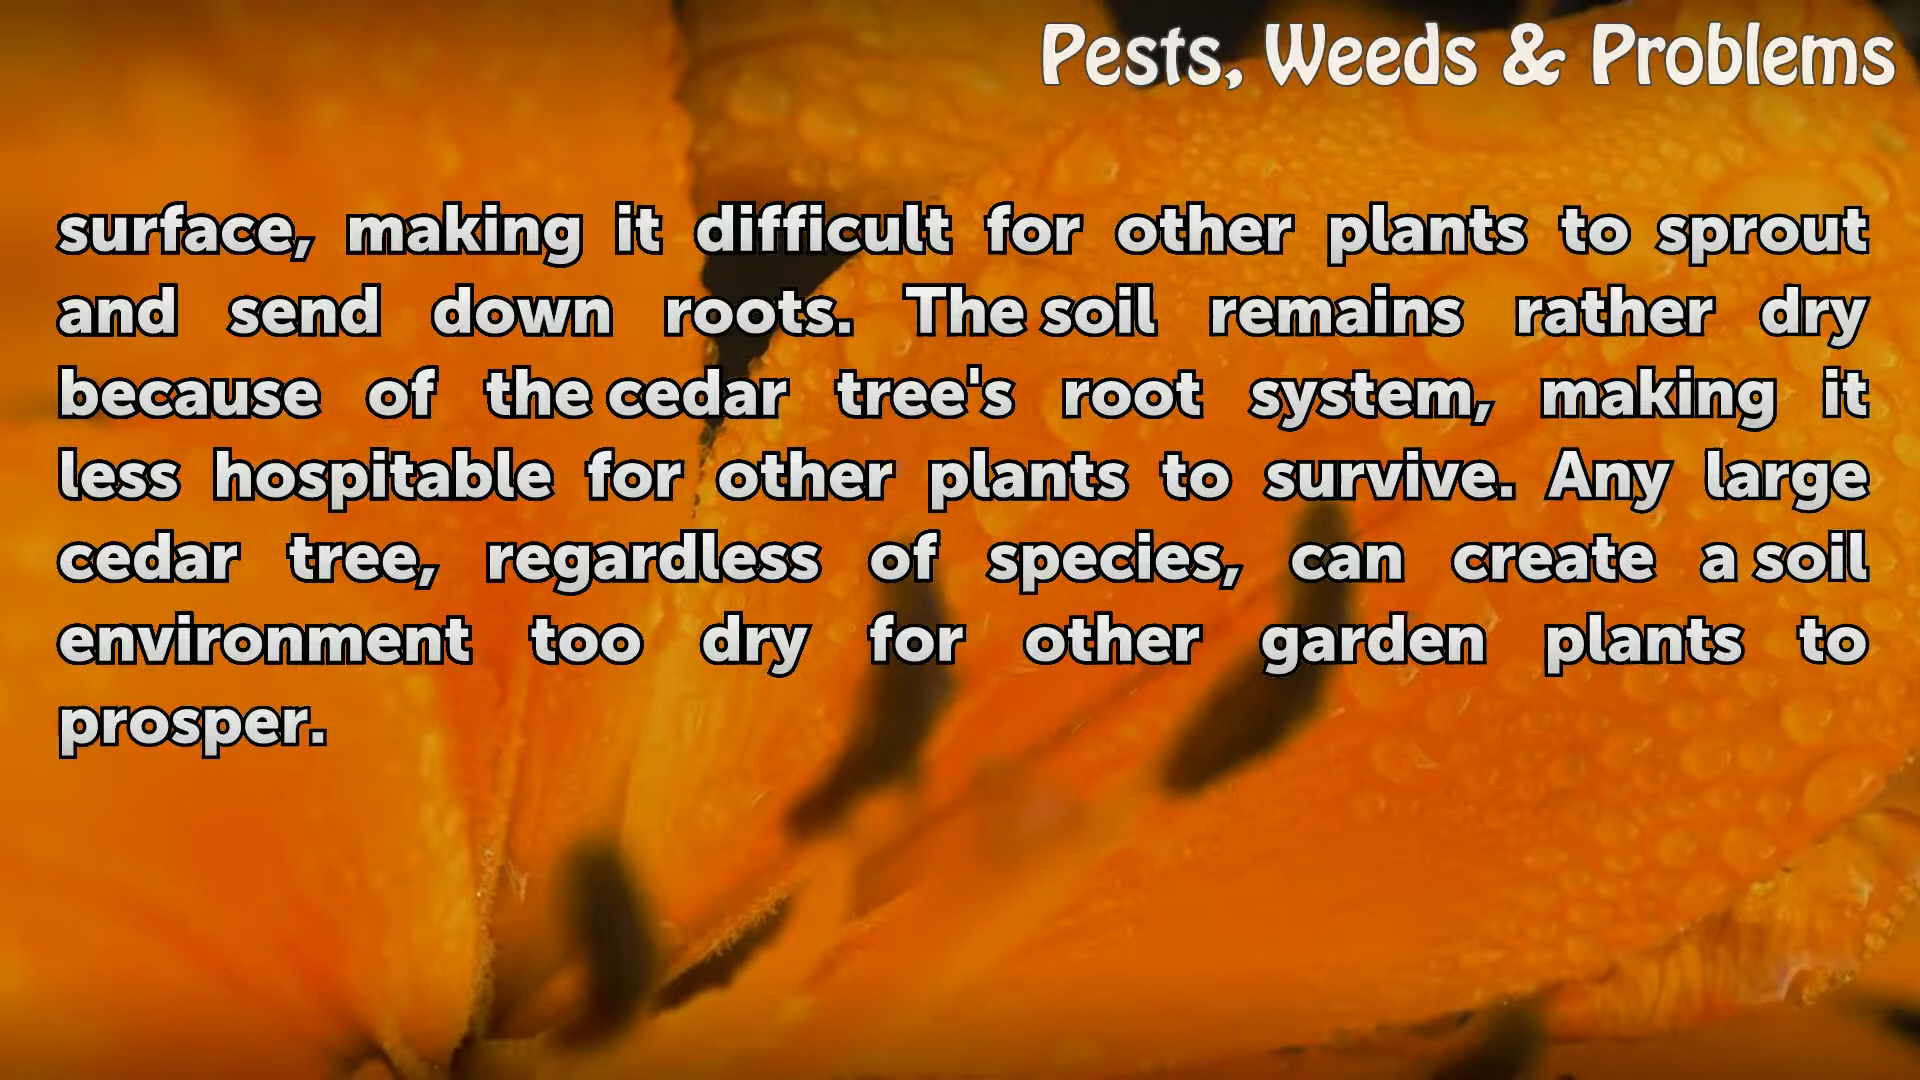 Pests, Weeds & Problems
surface, making it difficult for other plants to sprout
and send down roots. The soil remains rather dry
because of the cedar tree's root system, making it
less hospitable for other plants to survive. Any large
cedar tree, regardless of species, can create a soil
environment too dry for other garden plants to
prosper.